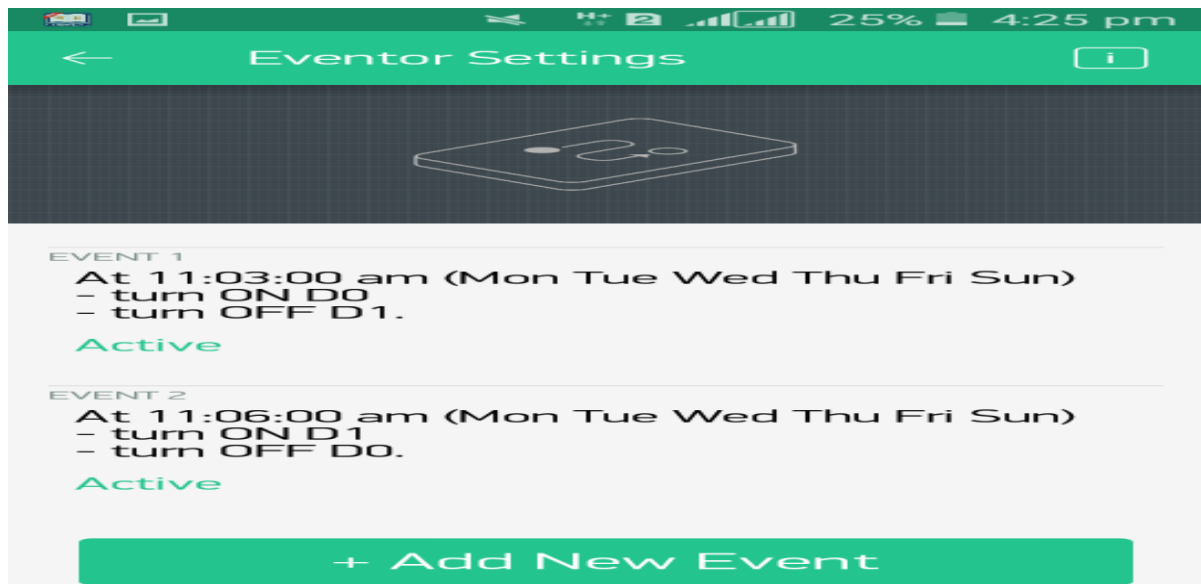 H+ 2 25% 4:25 pm
Eventor Settings i
EVENT 1
At 11:03:00 am (Mon Tue Wed Thu Fri Sun)
- turn ON D0
- turn OFF D1.
Active
EVENT 2
At 11:06:00 am (Mon Tue Wed Thu Fri Sun)
- turn ON D1
- turn OFF D0.
Active
+ Add New Event